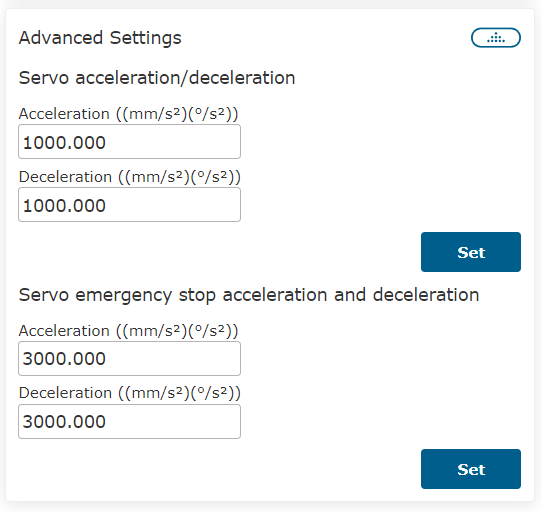 Advanced Settings
Servo acceleration/deceleration
Acceleration ((mm/s²)(°/s²))
1000.000
Deceleration ((mm/s²)(°/s²))
1000.000
Set
Servo emergency stop acceleration and deceleration
Acceleration ((mm/s²)(°/s²))
3000.000
Deceleration ((mm/s²)(°/s²))
3000.000
Set